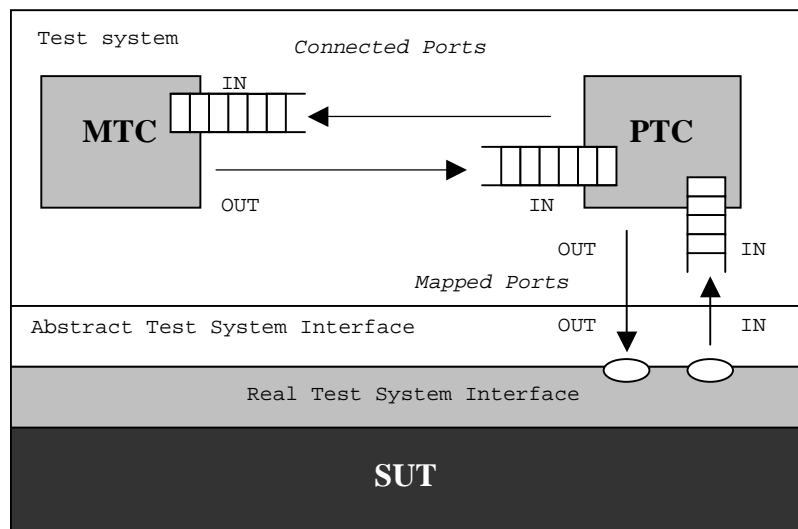 Test system
Connected Ports
IN
MTC
PTC
OUT
IN
OUT
IN
Mapped Ports
Abstract Test System Interface
OUT
IN
Real Test System Interface
SUT